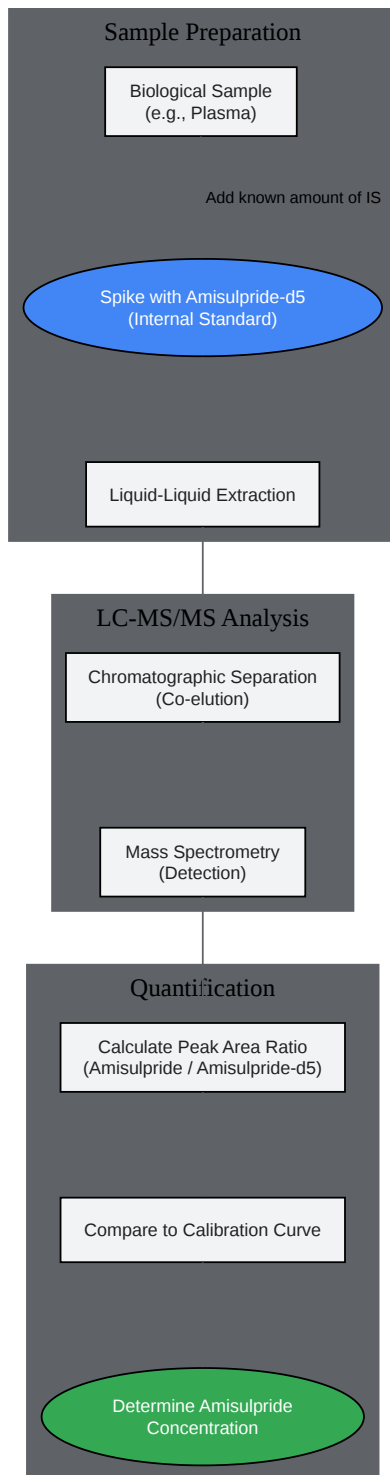 Sample Preparation
Biological Sample
(e.g., Plasma)
Add known amount of IS
Spike with Amisulpride-d5
(Internal Standard)
Liquid-Liquid Extraction
LC-MS/MS Analysis
Chromatographic Separation
(Co-elution)
Mass Spectrometry
(Detection)
Quantification
Calculate Peak Area Ratio
(Amisulpride / Amisulpride-d5)
Compare to Calibration Curve
Determine Amisulpride
Concentration